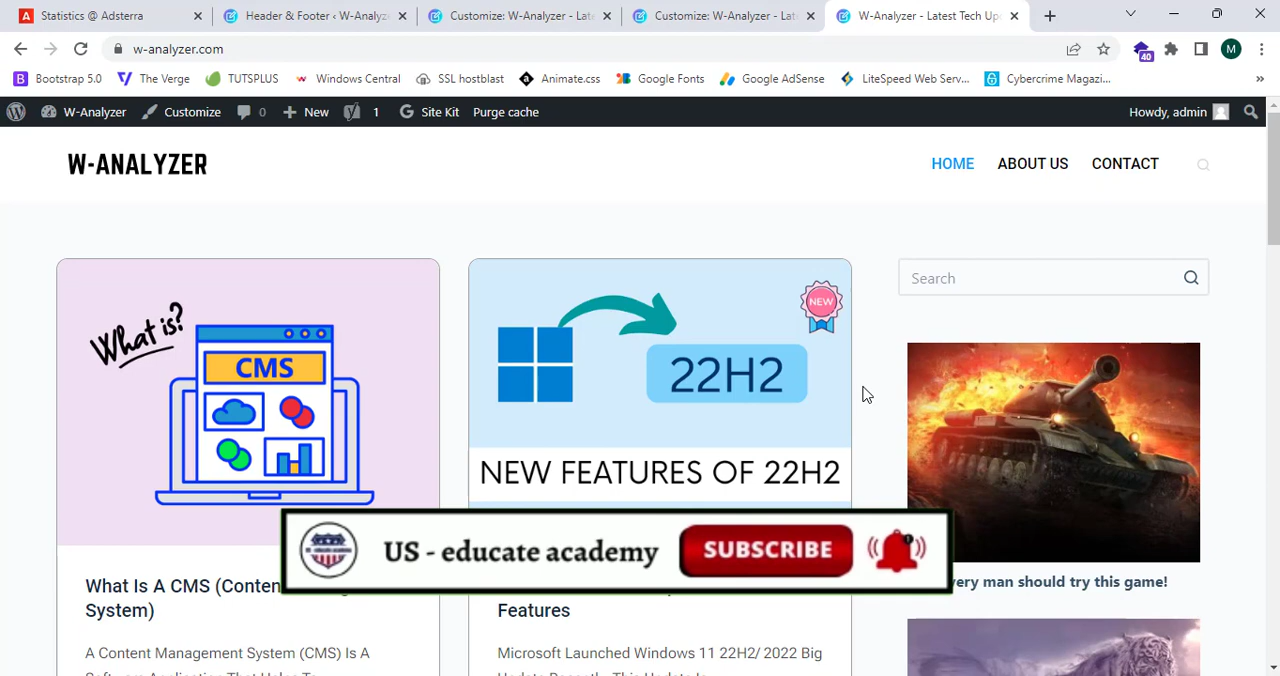 Statistics @ Adsterra
Header & Footer ‹ W-Analyz
Customize: W-Analyzer - Late
Customize: W-Analyzer - Late
W-Analyzer - Latest Tech Up
w-analyzer.com
40
M
B Bootstrap 5.0
The Verge
TUTSPLUS
Windows Central
SSL hostblast
Animate.css
Google Fonts
Google AdSense
LiteSpeed Web Serv...
Cybercrime Magazi...
»
W-Analyzer
Customize
0
New
1
Site Kit
Purge cache
Howdy, admin
W-ANALYZER
HOME
ABOUT US
CONTACT
What is?
CMS
NEW
22H2
NEW FEATURES OF 22H2
Search
US - educate academy
SUBSCRIBE
1
very man should try this game!
What Is A CMS (Conten
System)
Features
A Content Management System (CMS) Is A
Microsoft Launched Windows 11 22H2/ 2022 Big